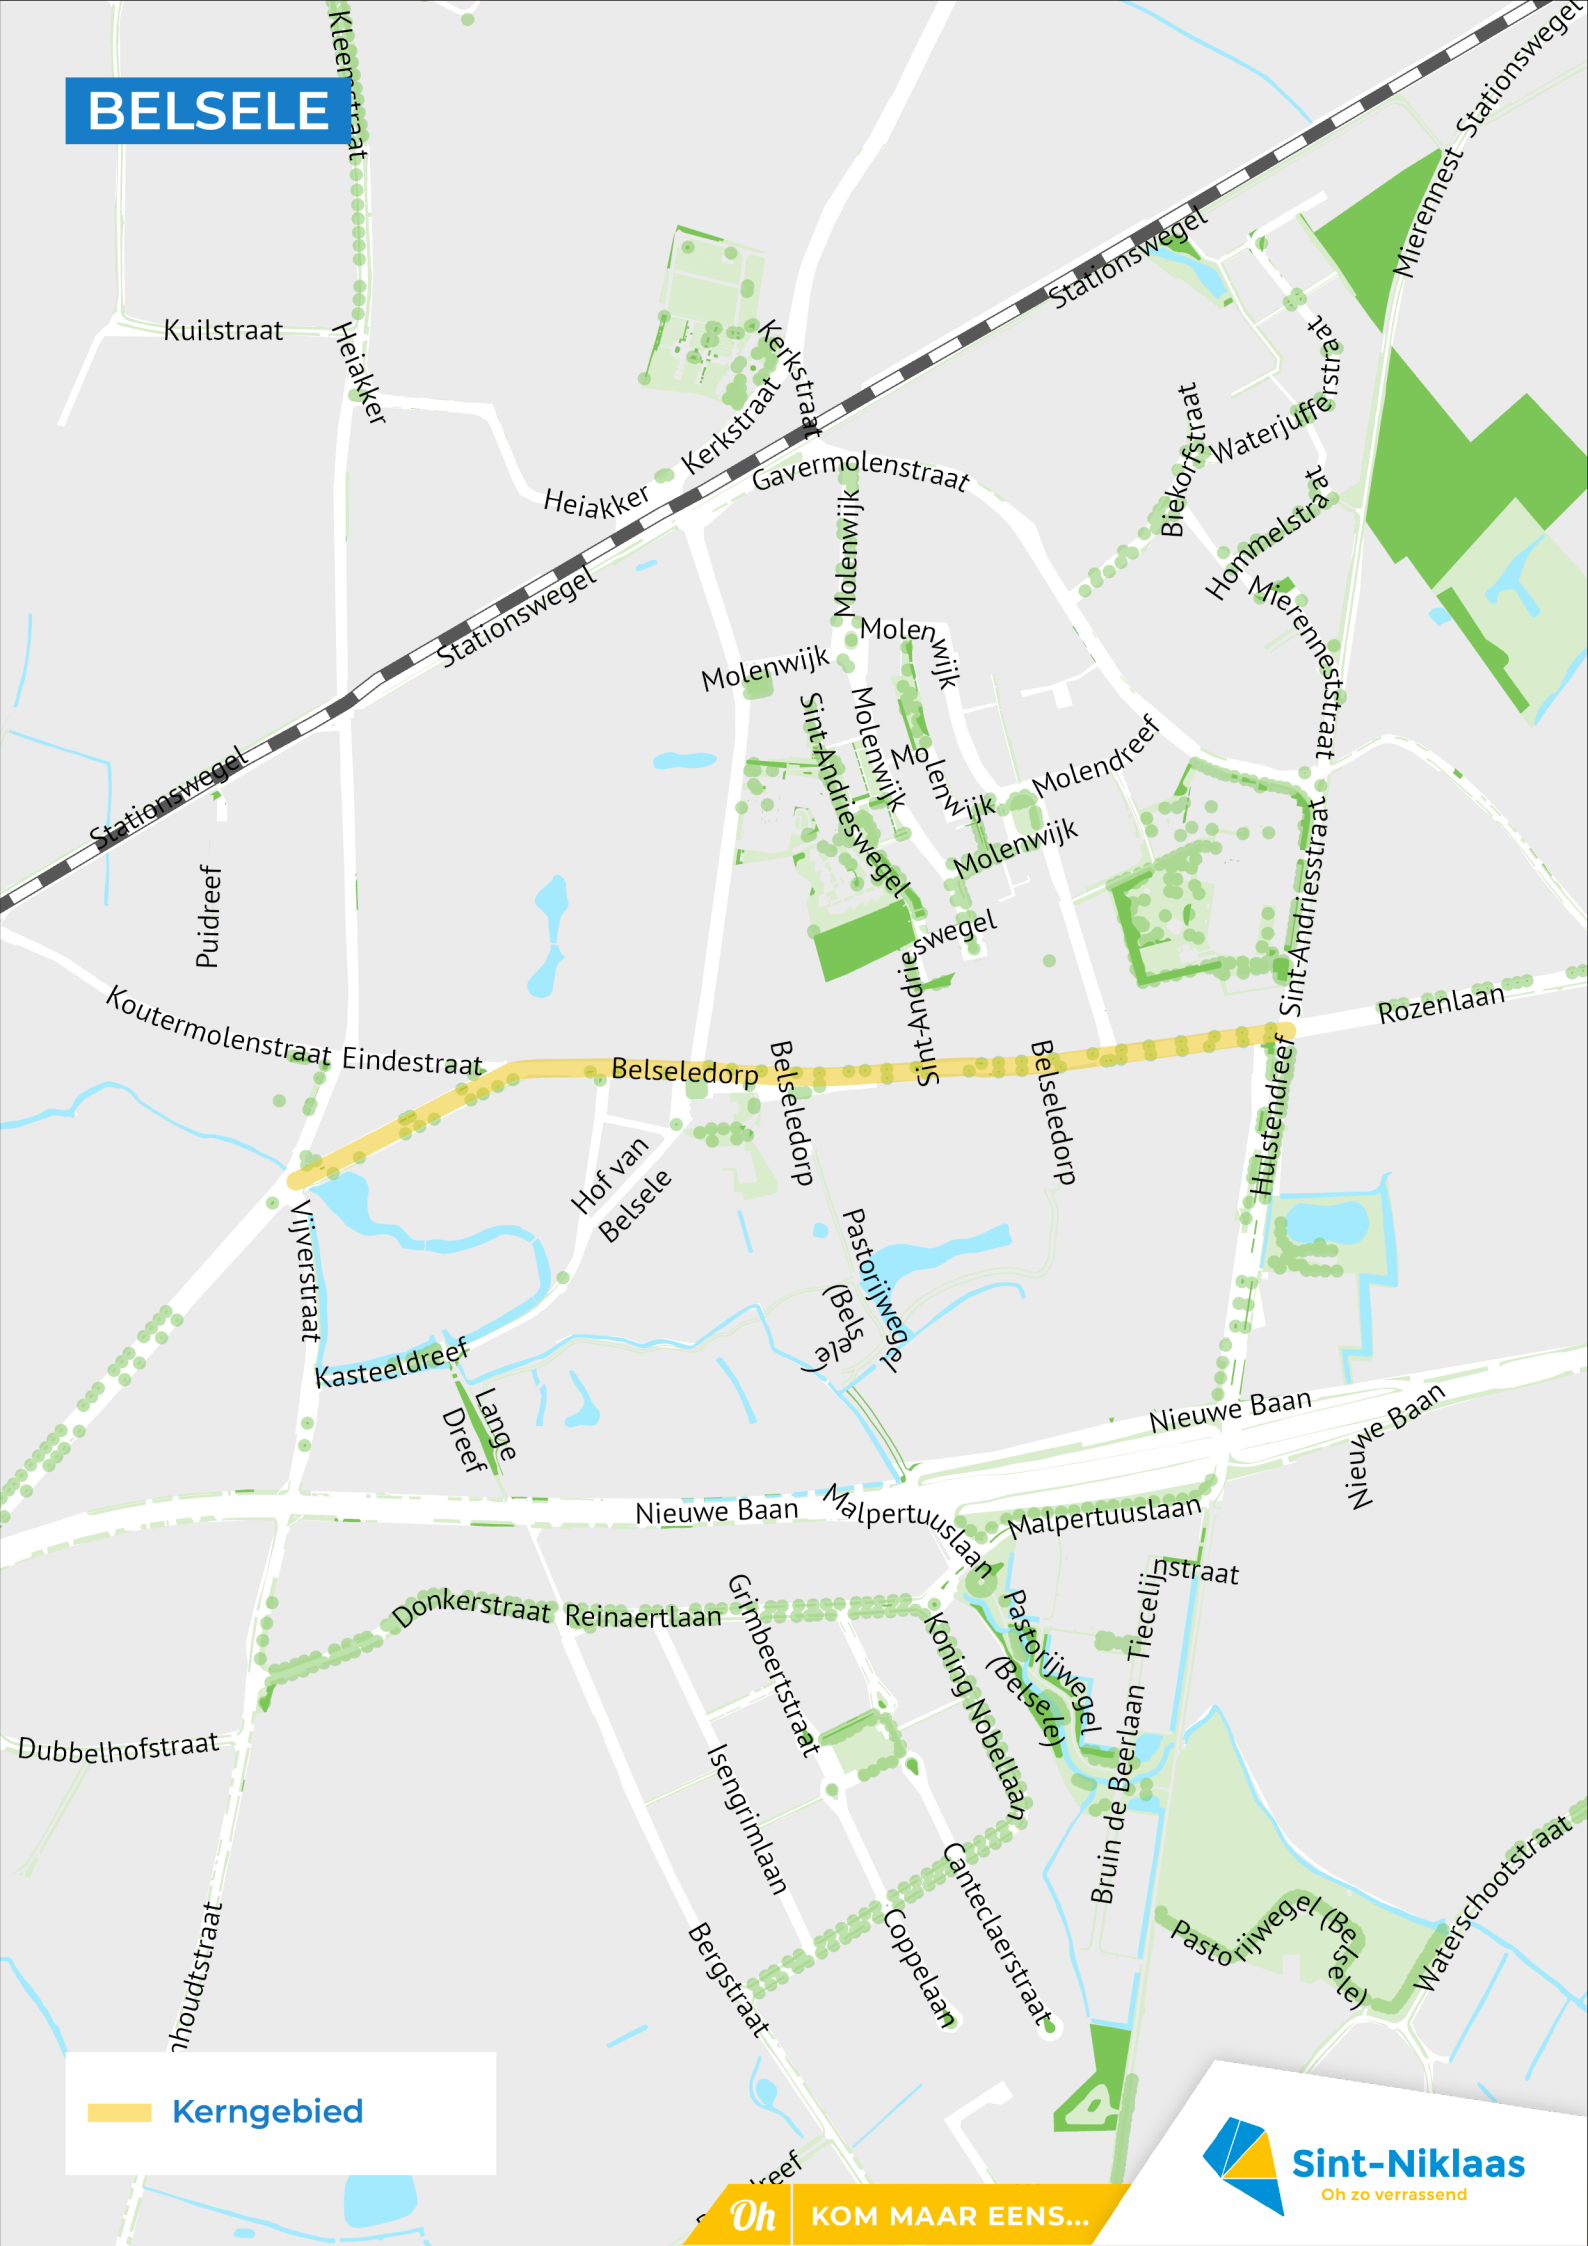 Kleemstraat
Stationswegel
BELSELE
Mierennest
Stationswegel
Kuilstraat
Heiakker
Kerkstraat
Kerkstraat
Waterjufferstraat
Biekorfstraat
Heiakker
Gavermolenstraat
Molenwijk
Hommelstraat
Mierenneststraat
Stationswegel
Molenwijk
Molenwijk
Sint-Andrieswegel
Molenwijk
Molenwijk
Molendreef
Stationswegel
Molenwijk
Sint-Andriesstraat
Puidreef
Sint-Andrieswegel
Koutermolenstraat
Eindestraat
Rozenlaan
Belseledorp
Belseledorp
Belseledorp
Hulstendreef
Hof van
Belsele
Vijverstraat
Pastorijwegel
(Belsele)
Kasteeldreef
Lange
Dreef
Nieuwe Baan
Nieuwe Baan
Nieuwe Baan
Malpertuuslaan
Malpertuuslaan
Tiecelijnstraat
Donkerstraat
Reinaertlaan
Grimbeertstraat
Koning Nobellaan
Pastorijwegel
(Belsele)
Dubbelhofstraat
Isengrimlaan
Bruin de Beerlaan
Canteclaerstraat
Coppelaan
Bergstraat
Pastorijwegel (Belsele)
Waterschootstraat
nhoudtstraat
Kerngebied
reef
Sint-Niklaas
Oh zo verrassend
Oh
KOM MAAR EENS...